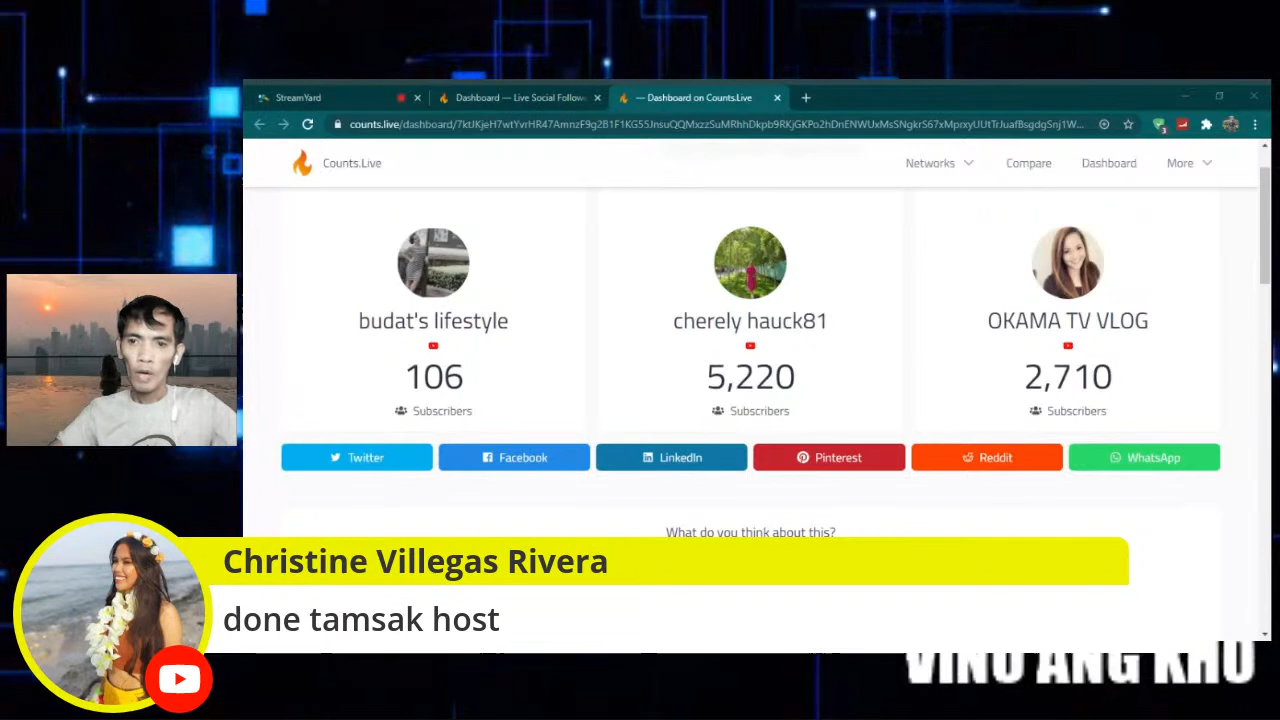 StreamYard
Dashboard — Live Social Follow
— Dashboard on Counts.Live
Counts.Live
Networks
Compare
Dashboard
More
budat's lifestyle
cherely hauck81
OKAMA TV VLOG
106
5,220
2,710
Subscribers
Subscribers
Subscribers
Twitter
Facebook
LinkedIn
Pinterest
Reddit
WhatsApp
What do you think about this?
Christine Villegas Rivera
done tamsak host